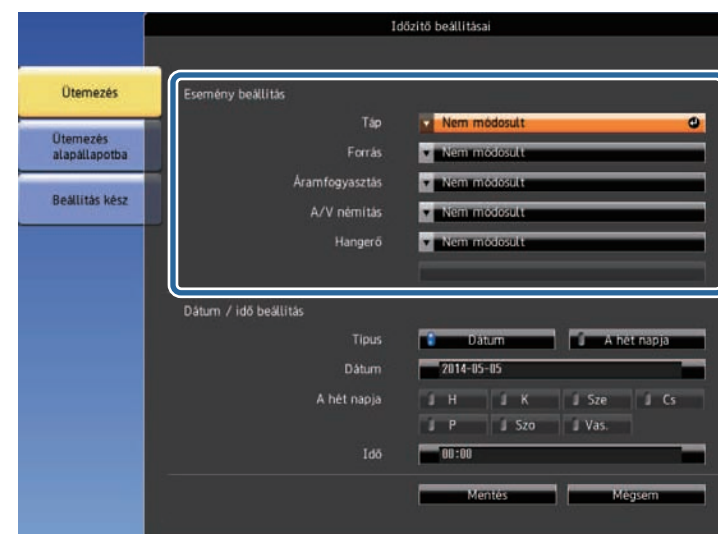 Időzítő beállításai
Ütemezés
Ütemezés
alapállapotba
Beállítás kész
Esemény beállítás
Táp Nem módosult
Forrás Nem módosult
Áramfogyasztás Nem módosult
A/V némítás Nem módosult
Hangerő Nem módosult
Dátum / idő beállítás
Típus Dátum A hét napja
Dátum 2014-05-05
A hét napja H K Sze Cs
P Szo Vas.
Idő 00:00
Mentés Mégsem